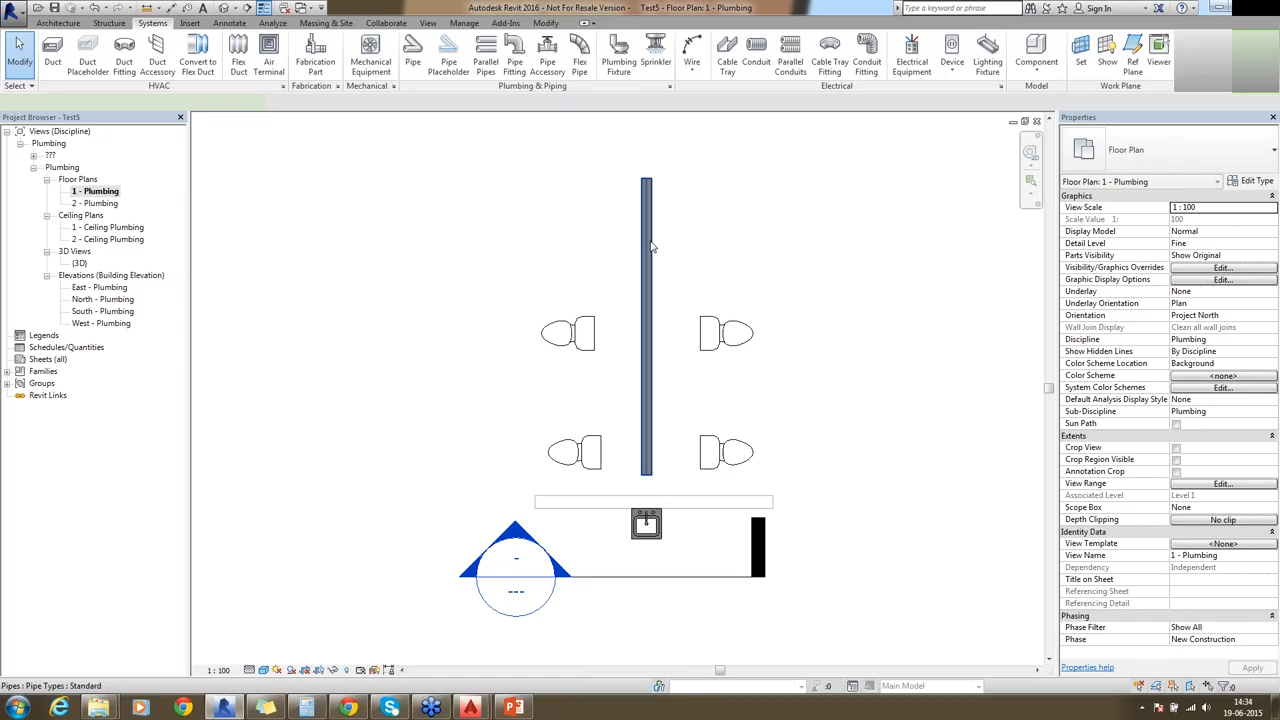 Autodesk Revit 2016 - Not For Resale Version - Test5 - Floor Plan: 1 - Plumbing
Type a keyword or phrase
Sign In
Architecture Structure Systems Insert Annotate Analyze Massing & Site Collaborate View Manage Add-Ins Modify
Modify Duct Duct Placeholder Duct Fitting Duct Accessory Convert to Flex Duct Flex Duct Air Terminal Fabrication Part Mechanical Equipment Pipe Pipe Placeholder Parallel Pipes Pipe Fitting Pipe Accessory Flex Pipe Plumbing Fixture Sprinkler Wire Cable Tray Conduit Parallel Conduits Cable Tray Fitting Conduit Fitting Electrical Equipment Device Lighting Fixture Component Set Show Ref Plane Viewer
Select HVAC Fabrication Mechanical Plumbing & Piping Electrical Model Work Plane
Project Browser - Test5
Views (Discipline)
Plumbing
???
Plumbing
Floor Plans
1 - Plumbing
2 - Plumbing
Ceiling Plans
1 - Ceiling Plumbing
2 - Ceiling Plumbing
3D Views
{3D}
Elevations (Building Elevation)
East - Plumbing
North - Plumbing
South - Plumbing
West - Plumbing
Legends
Schedules/Quantities
Sheets (all)
Families
Groups
Revit Links
-
---
Properties
Floor Plan
Floor Plan: 1 - Plumbing Edit Type
Graphics
View Scale 1 : 100
Scale Value 1: 100
Display Model Normal
Detail Level Fine
Parts Visibility Show Original
Visibility/Graphics Overrides Edit...
Graphic Display Options Edit...
Underlay None
Underlay Orientation Plan
Orientation Project North
Wall Join Display Clean all wall joins
Discipline Plumbing
Show Hidden Lines By Discipline
Color Scheme Location Background
Color Scheme <none>
System Color Schemes Edit...
Default Analysis Display Style None
Sub-Discipline Plumbing
Sun Path
Extents
Crop View
Crop Region Visible
Annotation Crop
View Range Edit...
Associated Level Level 1
Scope Box None
Depth Clipping No clip
Identity Data
View Template <None>
View Name 1 - Plumbing
Dependency Independent
Title on Sheet
Referencing Sheet
Referencing Detail
Phasing
Phase Filter Show All
Phase New Construction
Properties help Apply
1 : 100
Pipes : Pipe Types : Standard
:0
Main Model
:0
14:34
19-06-2015